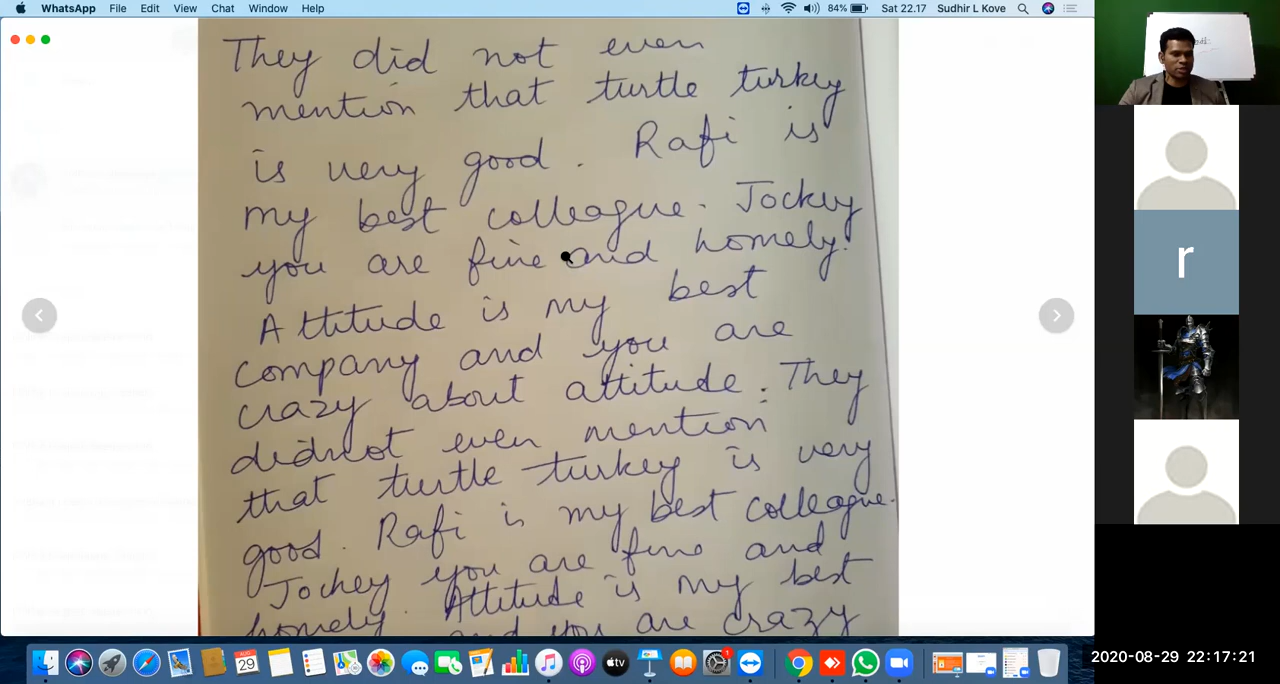 WhatsApp File Edit View Chat Window Help
84% Sat 22.17 Sudhir L Kove
They did not even
mention that turtle turkey
is very good. Rafi is
my best colleague. Jockey
you are fine and homely.
Attitude is my best
company and you are
crazy about attitude. They
didnot even mention
that turtle turkey is very
good. Rafi is my best colleague.
Jockey you are fine and
homely. Attitude is my best
and you are crazy
r
AUG
29
tv
2020-08-29 22:17:21